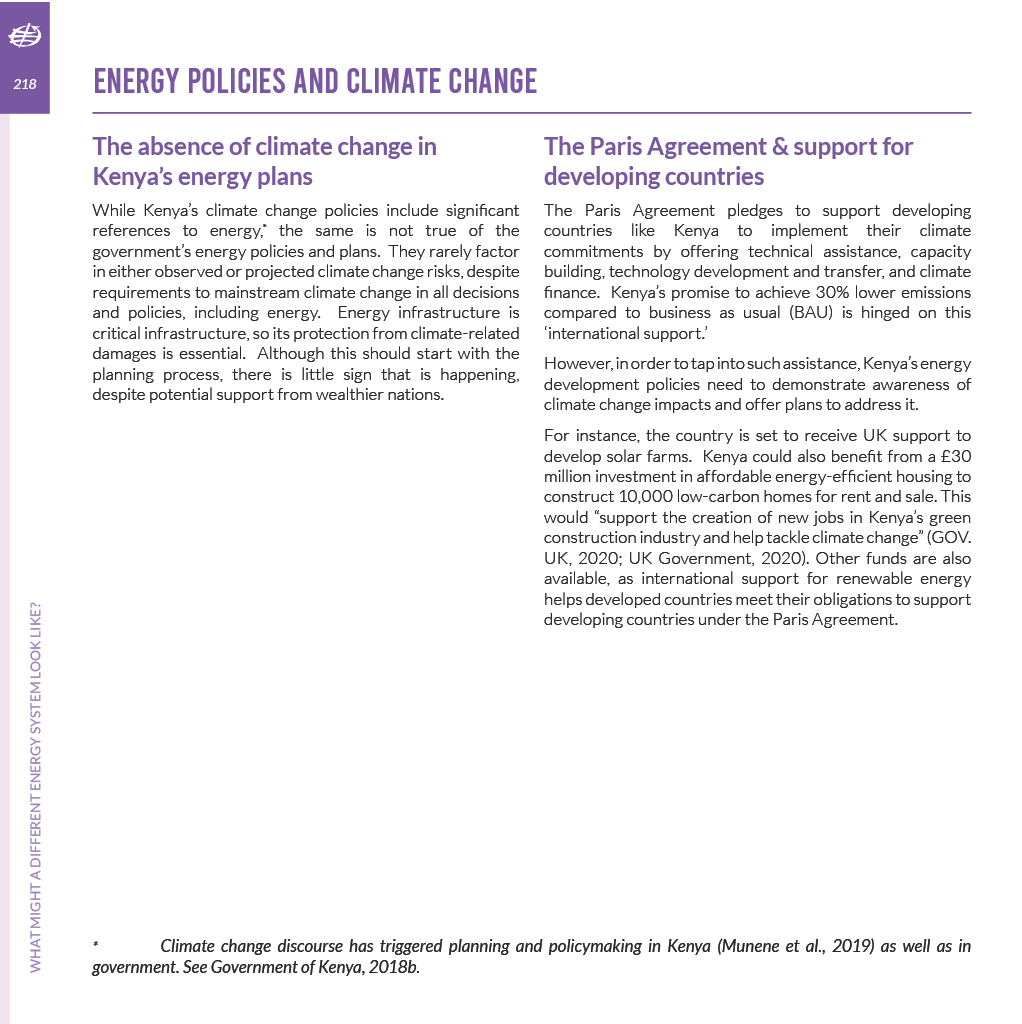 218
ENERGY POLICIES AND CLIMATE CHANGE
The absence of climate change in
Kenya’s energy plans
While Kenya’s climate change policies include significant
references to energy,* the same is not true of the
government’s energy policies and plans. They rarely factor
in either observed or projected climate change risks, despite
requirements to mainstream climate change in all decisions
and policies, including energy. Energy infrastructure is
critical infrastructure, so its protection from climate-related
damages is essential. Although this should start with the
planning process, there is little sign that is happening,
despite potential support from wealthier nations.
The Paris Agreement & support for
developing countries
The Paris Agreement pledges to support developing
countries like Kenya to implement their climate
commitments by offering technical assistance, capacity
building, technology development and transfer, and climate
finance. Kenya’s promise to achieve 30% lower emissions
compared to business as usual (BAU) is hinged on this
‘international support.’
However, in order to tap into such assistance, Kenya’s energy
development policies need to demonstrate awareness of
climate change impacts and offer plans to address it.
For instance, the country is set to receive UK support to
develop solar farms. Kenya could also benefit from a £30
million investment in affordable energy-efficient housing to
construct 10,000 low-carbon homes for rent and sale. This
would “support the creation of new jobs in Kenya’s green
construction industry and help tackle climate change” (GOV.
UK, 2020; UK Government, 2020). Other funds are also
available, as international support for renewable energy
helps developed countries meet their obligations to support
developing countries under the Paris Agreement.
WHAT MIGHT A DIFFERENT ENERGY SYSTEM LOOK LIKE?
* Climate change discourse has triggered planning and policymaking in Kenya (Munene et al., 2019) as well as in
government. See Government of Kenya, 2018b.